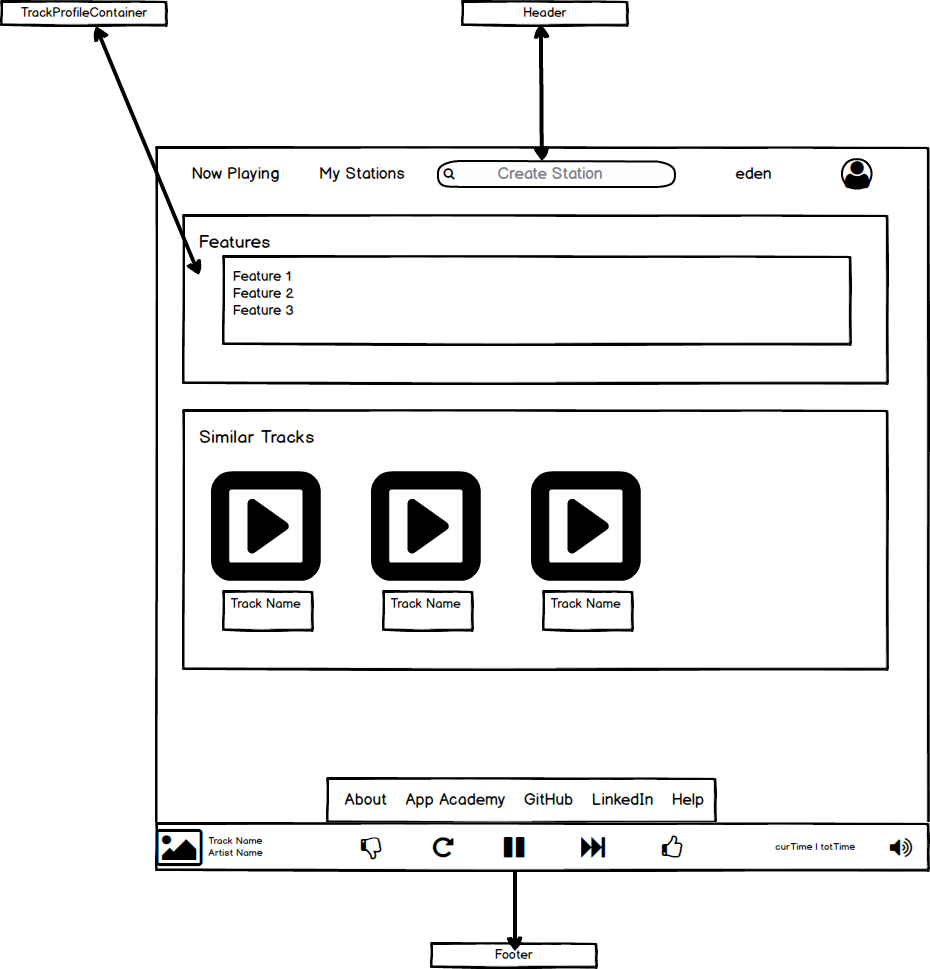 TrackProfileContainer
Header
Now Playing
My Stations
Create Station
eden
Features
Feature 1
Feature 2
Feature 3
Similar Tracks
Track Name
Track Name
Track Name
About
App Academy
GitHub
LinkedIn
Help
Track Name
Artist Name
curTime | totTime
Footer